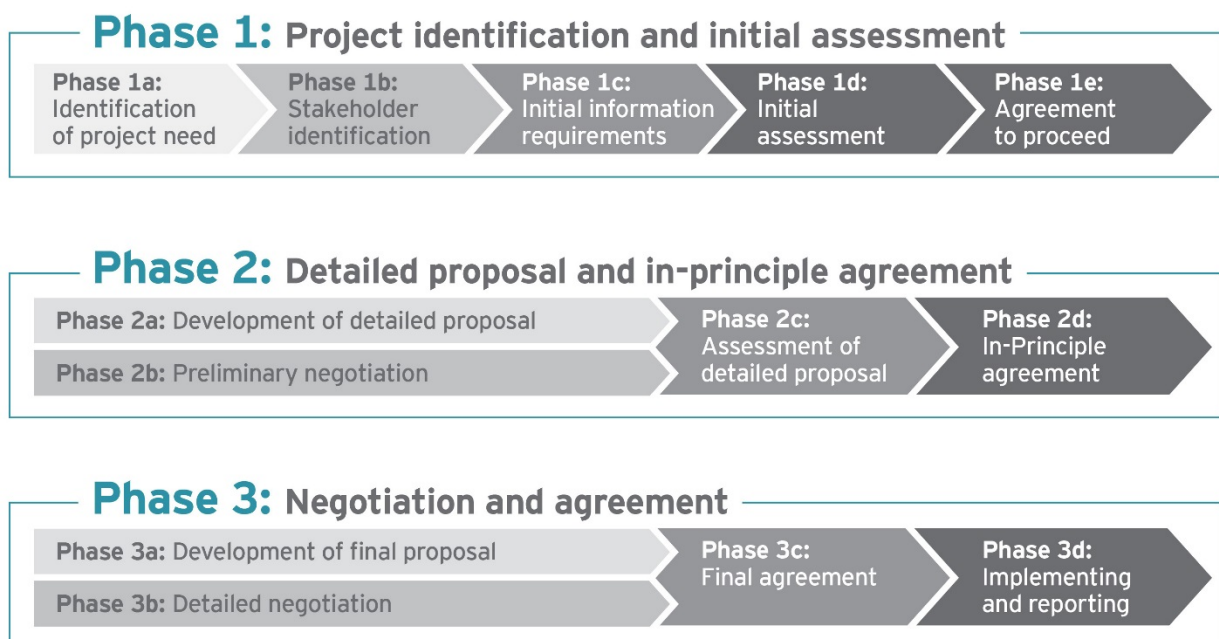 Phase 1: Project identification and initial assessment
Phase 1a:
Identification
of project need
Phase 1b:
Stakeholder
identification
Phase 1c:
Initial information
requirements
Phase 1d:
Initial
assessment
Phase 1e:
Agreement
to proceed
Phase 2: Detailed proposal and in-principle agreement
Phase 2a: Development of detailed proposal
Phase 2b: Preliminary negotiation
Phase 2c:
Assessment of
detailed proposal
Phase 2d:
In-Principle
agreement
Phase 3: Negotiation and agreement
Phase 3a: Development of final proposal
Phase 3b: Detailed negotiation
Phase 3c:
Final agreement
Phase 3d:
Implementing
and reporting